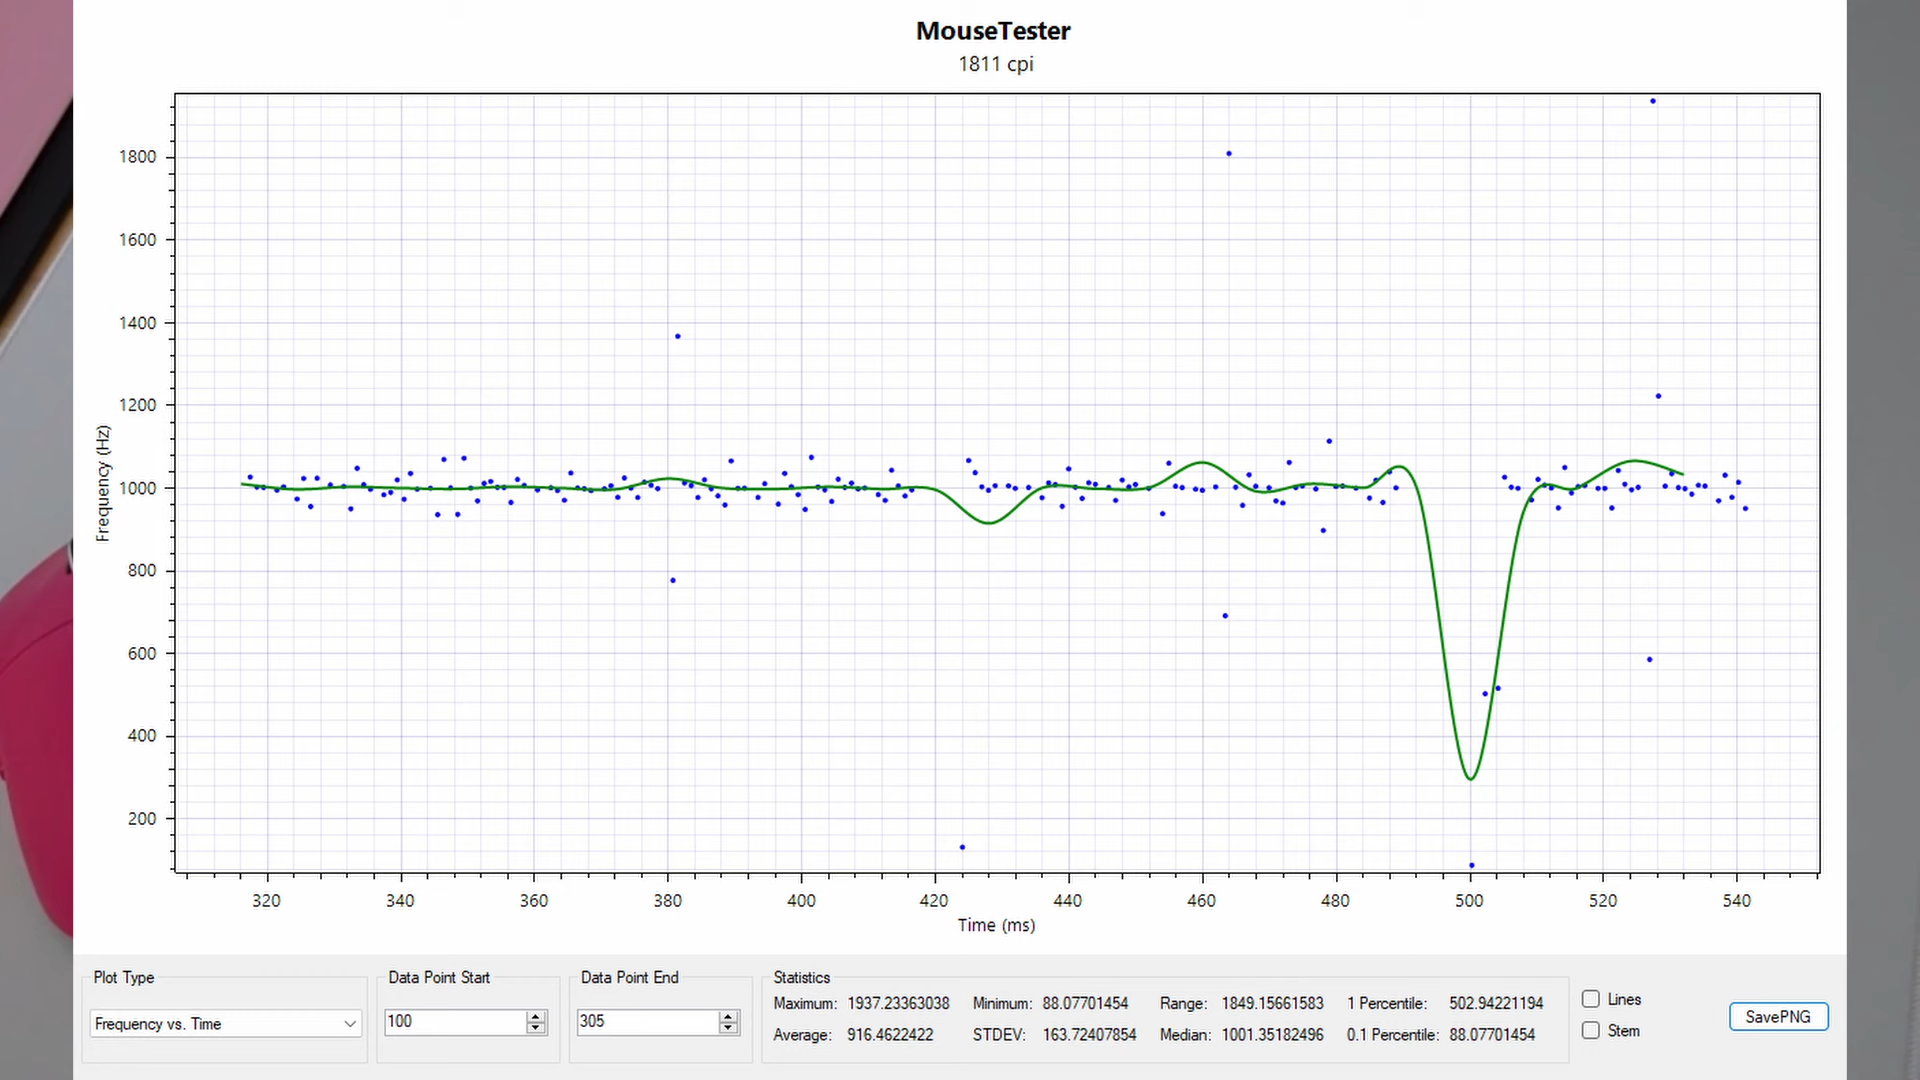 MouseTester
1811 cpi
1800
1600
1400
1200
1000
800
600
400
200
Frequency (Hz)
320 340 360 380 400 420 440 460 480 500 520 540
Time (ms)
Plot Type
Frequency vs. Time
Data Point Start
100
Data Point End
305
Statistics
Maximum: 1937.23363038 Minimum: 88.07701454 Range: 1849.15661583 1 Percentile: 502.94221194
Average: 916.4622422 STDEV: 163.72407854 Median: 1001.35182496 0.1 Percentile: 88.07701454
Lines
Stem
SavePNG